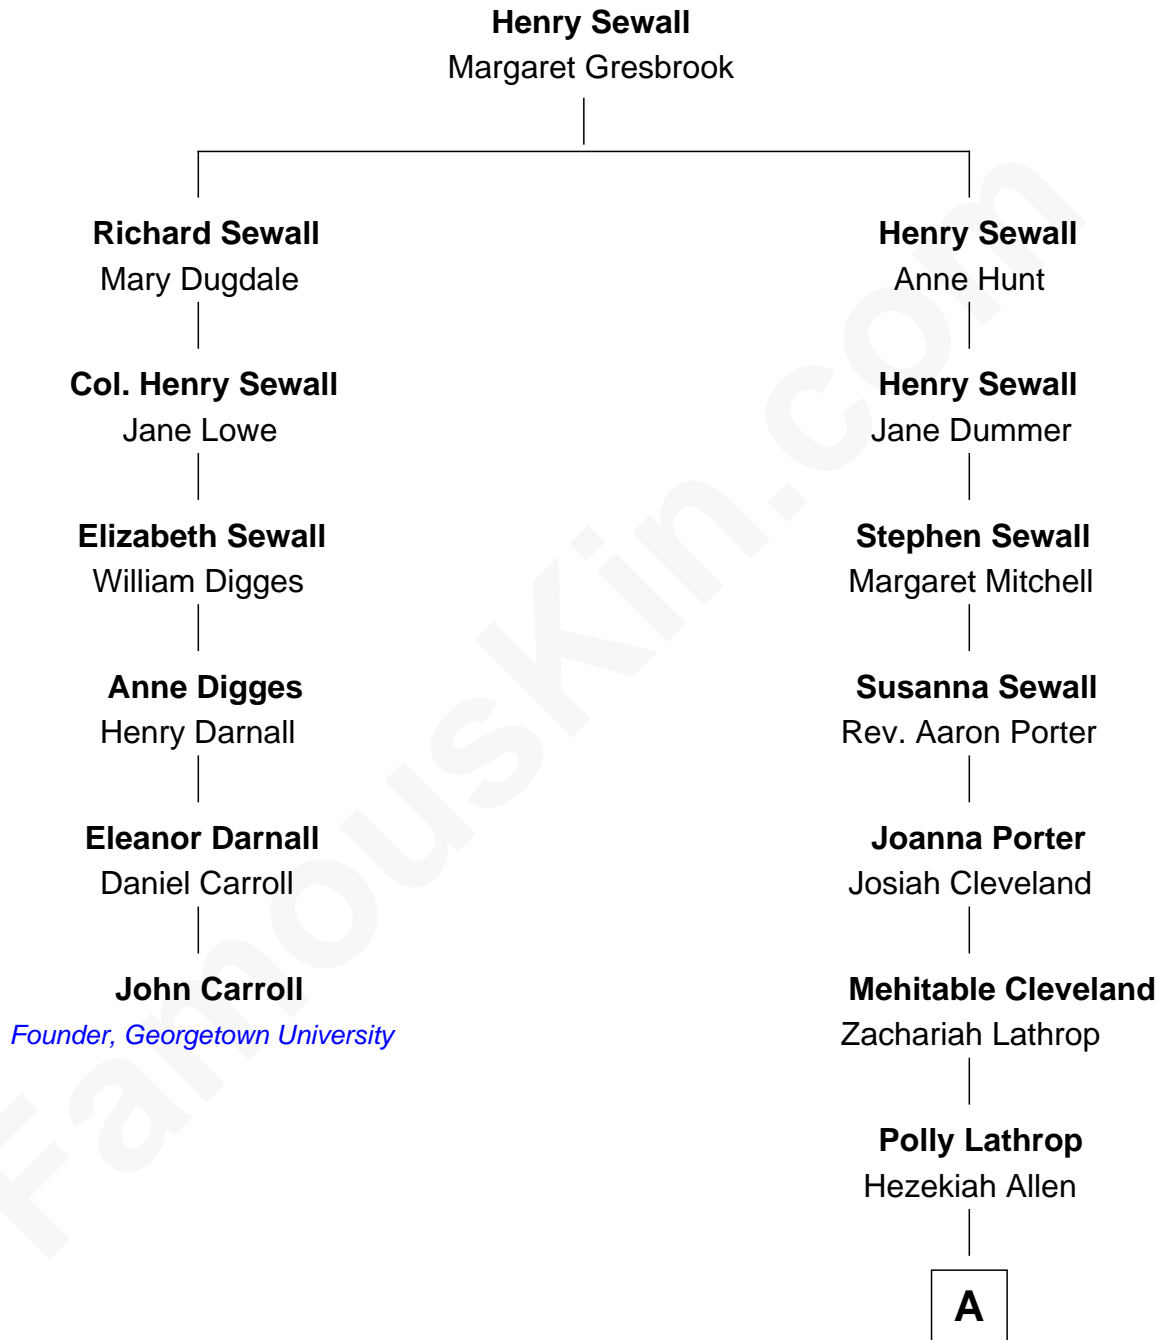 Henry Sewall
Margaret Gresbrook
Richard Sewall
Mary Dugdale
Henry Sewall
Anne Hunt
Col. Henry Sewall
Jane Lowe
Henry Sewall
Jane Dummer
Elizabeth Sewall
William Digges
Stephen Sewall
Margaret Mitchell
Anne Digges
Henry Darnall
Susanna Sewall
Rev. Aaron Porter
Eleanor Darnall
Daniel Carroll
Joanna Porter
Josiah Cleveland
John Carroll
Founder, Georgetown University
Mehitable Cleveland
Zachariah Lathrop
Polly Lathrop
Hezekiah Allen
A
FamousKin.com